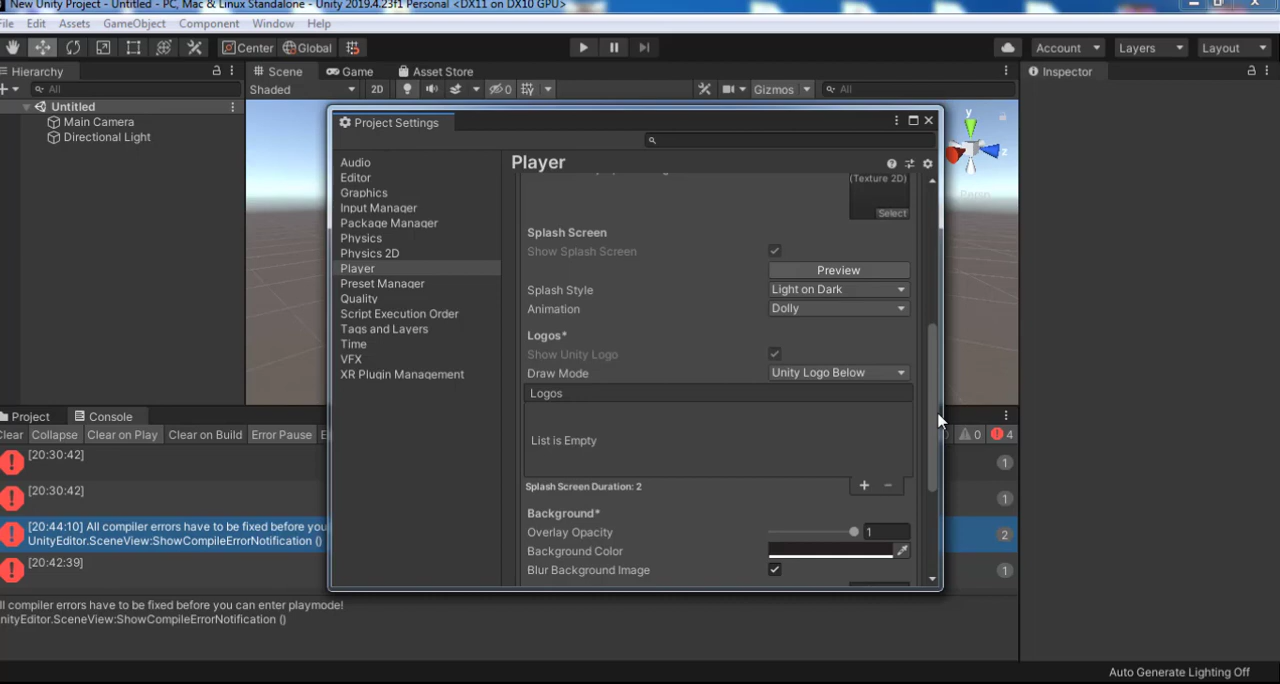 New Unity Project - Untitled - PC, Mac & Linux Standalone - Unity 2019.4.23f1 Personal <DX11 on DX10 GPU>
File Edit Assets GameObject Component Window Help
Center Global Account Layers Layout
Hierarchy
All
Untitled
Main Camera
Directional Light
Scene Game Asset Store
Shaded 2D 0 Gizmos All
Inspector
Persp
Project Settings
Audio
Editor
Graphics
Input Manager
Package Manager
Physics
Physics 2D
Player
Preset Manager
Quality
Script Execution Order
Tags and Layers
Time
VFX
XR Plugin Management
Player
(Texture 2D)
Select
Splash Screen
Show Splash Screen
Preview
Splash Style Light on Dark
Animation Dolly
Logos*
Show Unity Logo
Draw Mode Unity Logo Below
Logos
List is Empty
Splash Screen Duration: 2
Background*
Overlay Opacity 1
Background Color
Blur Background Image
Project Console
Clear Collapse Clear on Play Clear on Build Error Pause E 0 0 4
[20:30:42] 1
[20:30:42] 1
[20:44:10] All compiler errors have to be fixed before you
UnityEditor.SceneView:ShowCompileErrorNotification () 2
[20:42:39] 1
ll compiler errors have to be fixed before you can enter playmode!
nityEditor.SceneView:ShowCompileErrorNotification ()
Auto Generate Lighting Off